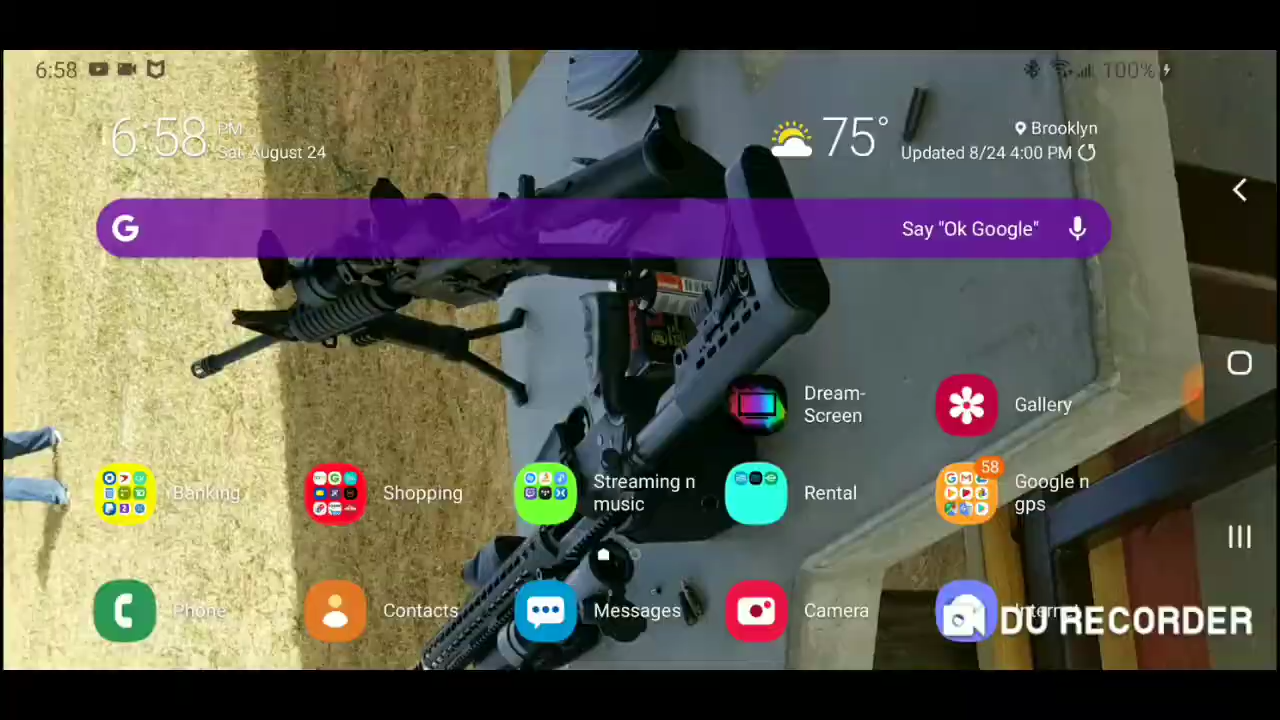 6:58
100%
6:58 PM
Sat, August 24
75°
Brooklyn
Updated 8/24 4:00 PM
G
Say "Ok Google"
Dream-
Screen
Gallery
58
Banking
Shopping
Streaming n
music
Rental
Google n
gps
Phone
Contacts
Messages
Camera
Internet
DU RECORDER